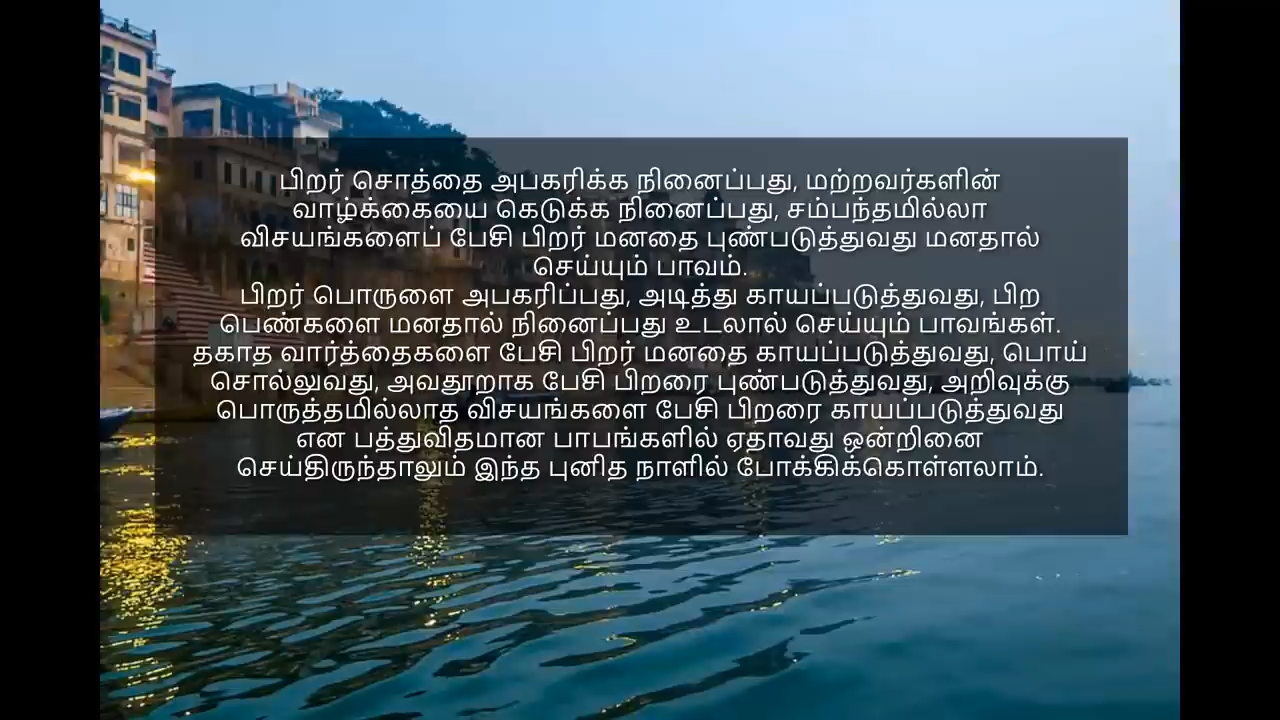 பிறர் சொத்தை அபகரிக்க நினைப்பது, மற்றவர்களின்
வாழ்க்கையை கெடுக்க நினைப்பது, சம்பந்தமில்லா
விசயங்களைப் பேசி பிறர் மனதை புண்படுத்துவது மனதால்
செய்யும் பாவம்.
பிறர் பொருளை அபகரிப்பது, அடித்து காயப்படுத்துவது, பிற
பெண்களை மனதால் நினைப்பது உடலால் செய்யும் பாவங்கள்.
தகாத வார்த்தைகளை பேசி பிறர் மனதை காயப்படுத்துவது, பொய்
சொல்லுவது, அவதூறாக பேசி பிறரை புண்படுத்துவது, அறிவுக்கு
பொருத்தமில்லாத விசயங்களை பேசி பிறரை காயப்படுத்துவது
என பத்துவிதமான பாபங்களில் ஏதாவது ஒன்றினை
செய்திருந்தாலும் இந்த புனித நாளில் போக்கிக்கொள்ளலாம்.